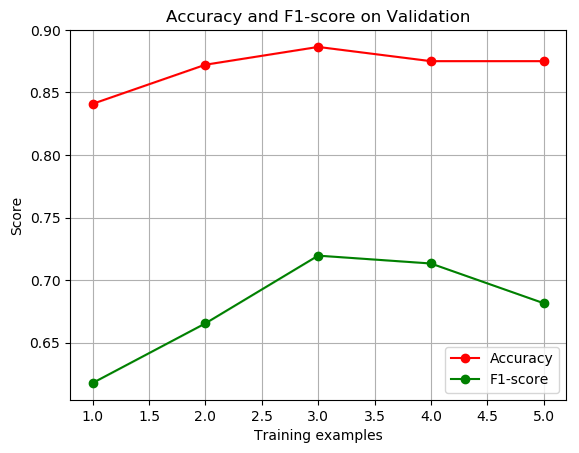 Accuracy and F1-score on Validation
0.90
0.85
0.80
0.75
0.70
0.65
Score
1.0 1.5 2.0 2.5 3.0 3.5 4.0 4.5 5.0
Training examples
Accuracy
F1-score